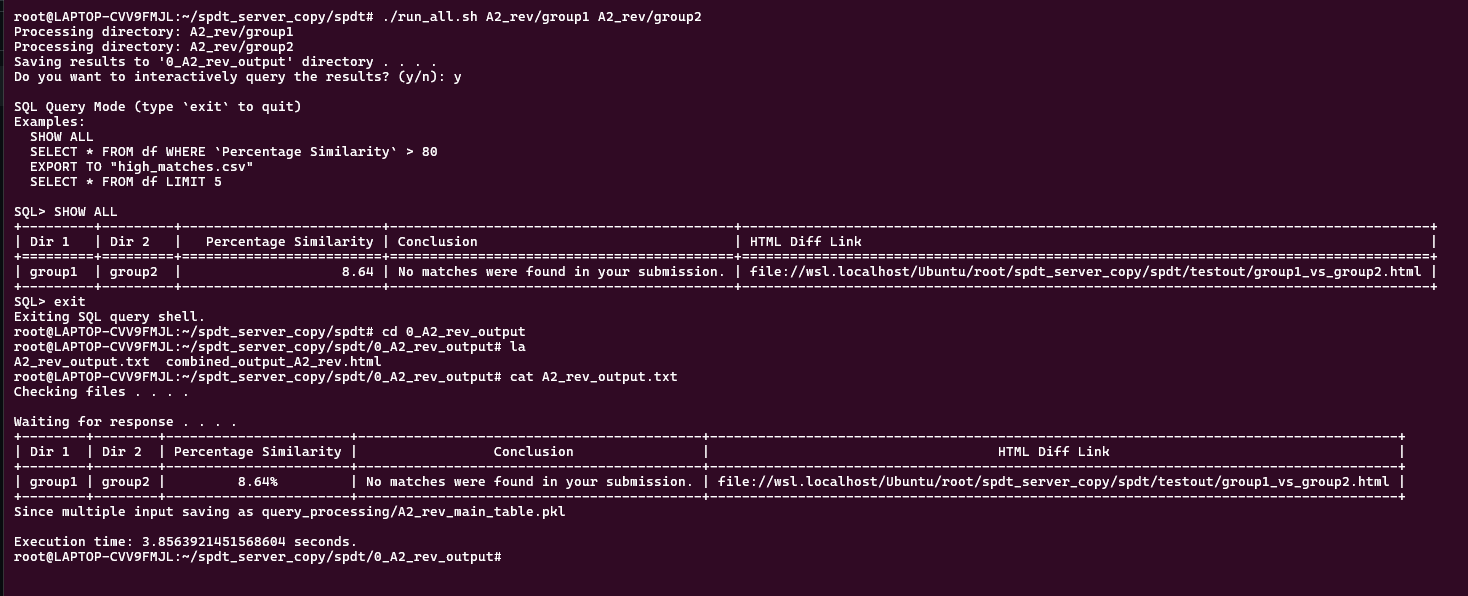 root@LAPTOP-CVV9FMJL:~/spdt_server_copy/spdt# ./run_all.sh A2_rev/group1 A2_rev/group2
Processing directory: A2_rev/group1
Processing directory: A2_rev/group2
Saving results to '0_A2_rev_output' directory . . . .
Do you want to interactively query the results? (y/n): y

SQL Query Mode (type `exit` to quit)
Examples:
  SHOW ALL
  SELECT * FROM df WHERE `Percentage Similarity` > 80
  EXPORT TO "high_matches.csv"
  SELECT * FROM df LIMIT 5

SQL> SHOW ALL
| Dir 1   | Dir 2   |   Percentage Similarity | Conclusion                                | HTML Diff Link |
| group1  | group2  |                    8.64 | No matches were found in your submission. | file://wsl.localhost/Ubuntu/root/spdt_server_copy/spdt/testout/group1_vs_group2.html |
SQL> exit
Exiting SQL query shell.
root@LAPTOP-CVV9FMJL:~/spdt_server_copy/spdt# cd 0_A2_rev_output
root@LAPTOP-CVV9FMJL:~/spdt_server_copy/spdt/0_A2_rev_output# la
A2_rev_output.txt  combined_output_A2_rev.html
root@LAPTOP-CVV9FMJL:~/spdt_server_copy/spdt/0_A2_rev_output# cat A2_rev_output.txt
Checking files . . . .

Waiting for response . . . .
| Dir 1  | Dir 2  | Percentage Similarity |                 Conclusion                | HTML Diff Link |
| group1 | group2 |         8.64%         | No matches were found in your submission. | file://wsl.localhost/Ubuntu/root/spdt_server_copy/spdt/testout/group1_vs_group2.html |
Since multiple input saving as query_processing/A2_rev_main_table.pkl

Execution time: 3.8563921451568604 seconds.
root@LAPTOP-CVV9FMJL:~/spdt_server_copy/spdt/0_A2_rev_output#